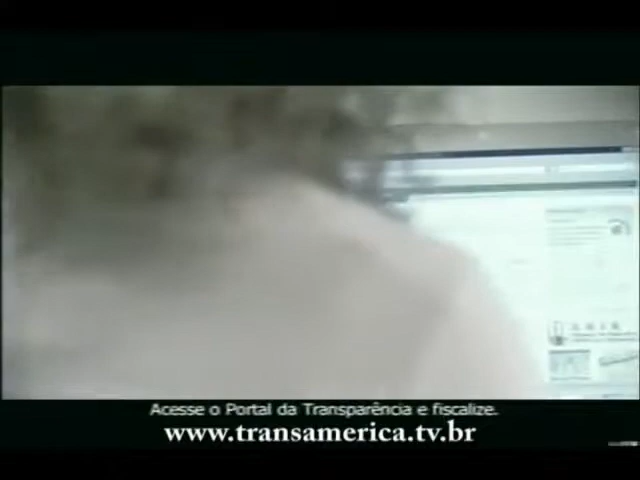 Acesse o Portal da Transparência e fiscalize.
www.transamerica.tv.br